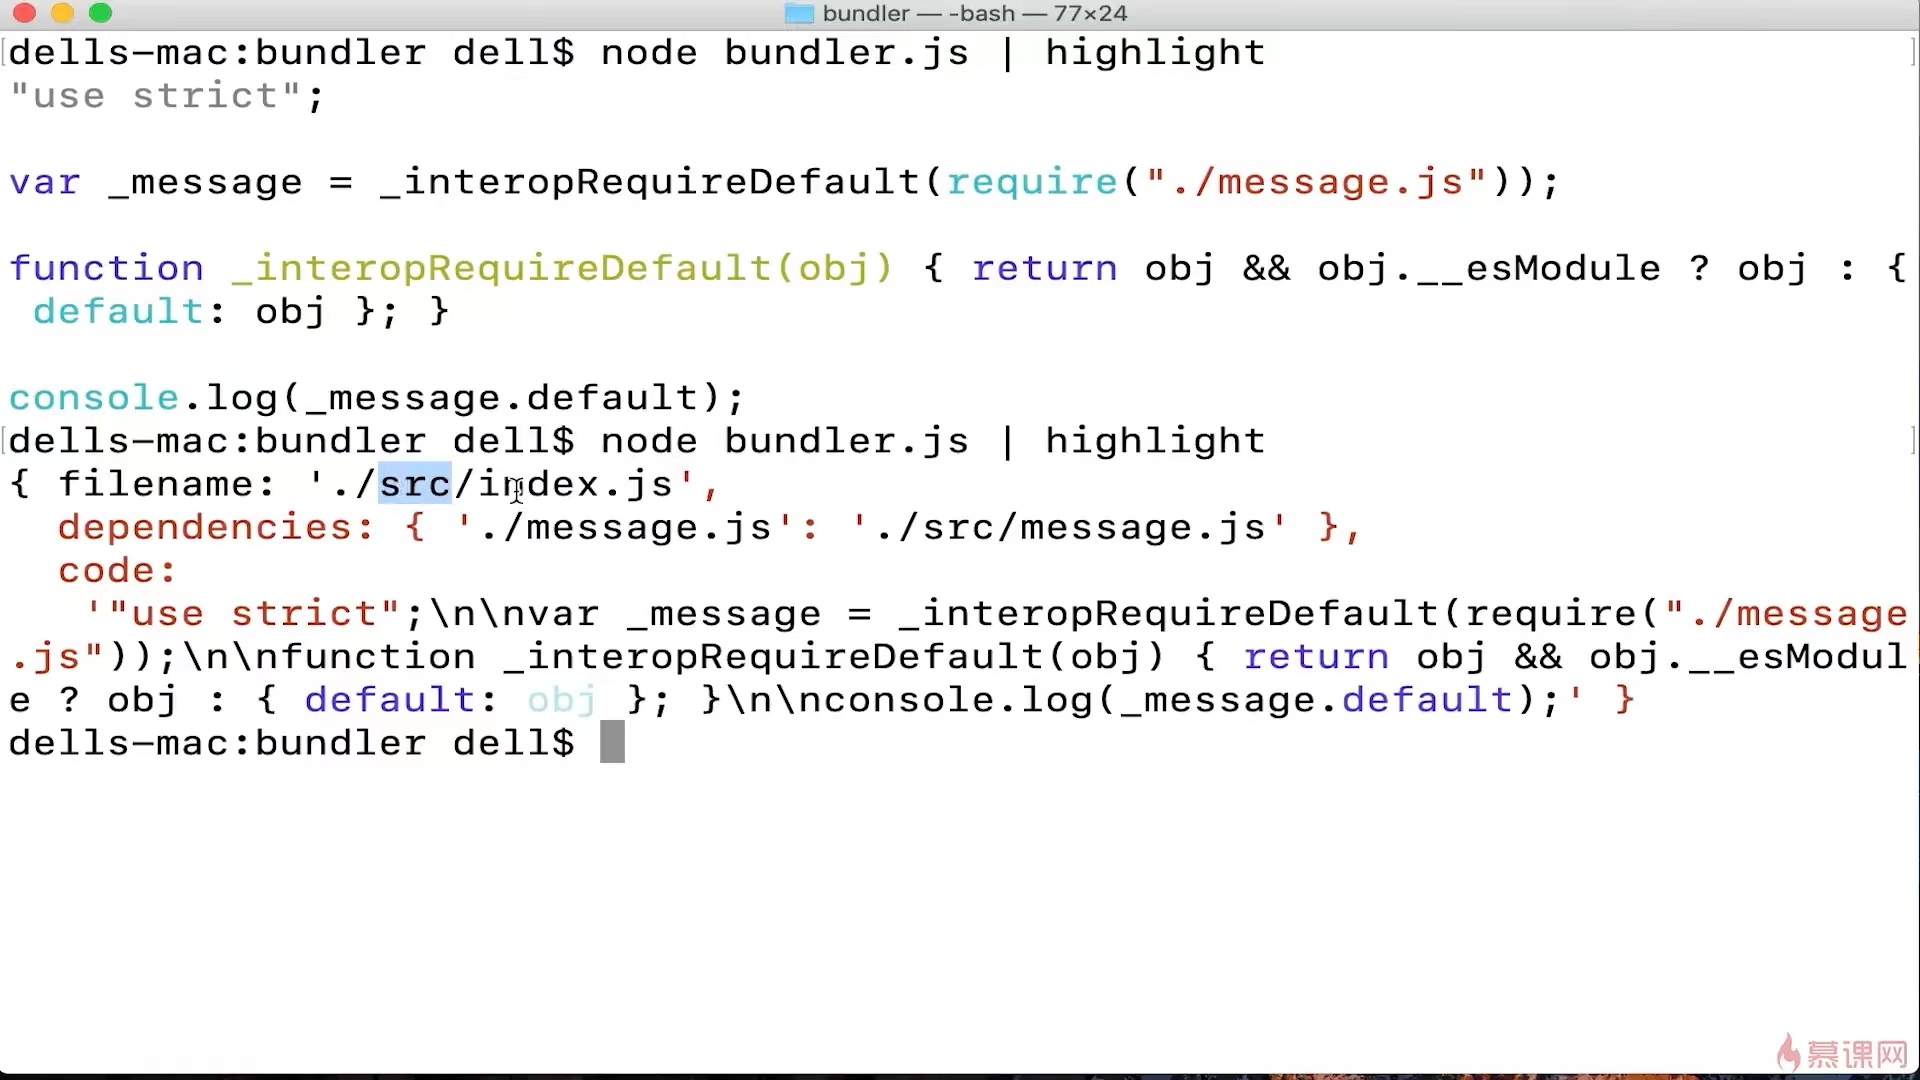 bundler — -bash — 77×24
dells-mac:bundler dell$ node bundler.js | highlight
"use strict";
var _message = _interopRequireDefault(require("./message.js"));
function _interopRequireDefault(obj) { return obj && obj.__esModule ? obj : {
default: obj }; }
console.log(_message.default);
dells-mac:bundler dell$ node bundler.js | highlight
{ filename: './src/index.js',
dependencies: { './message.js': './src/message.js' },
code:
'"use strict";\n\nvar _message = _interopRequireDefault(require("./message
.js"));\n\nfunction _interopRequireDefault(obj) { return obj && obj.__esModul
e ? obj : { default: obj }; }\n\nconsole.log(_message.default);' }
dells-mac:bundler dell$
慕课网